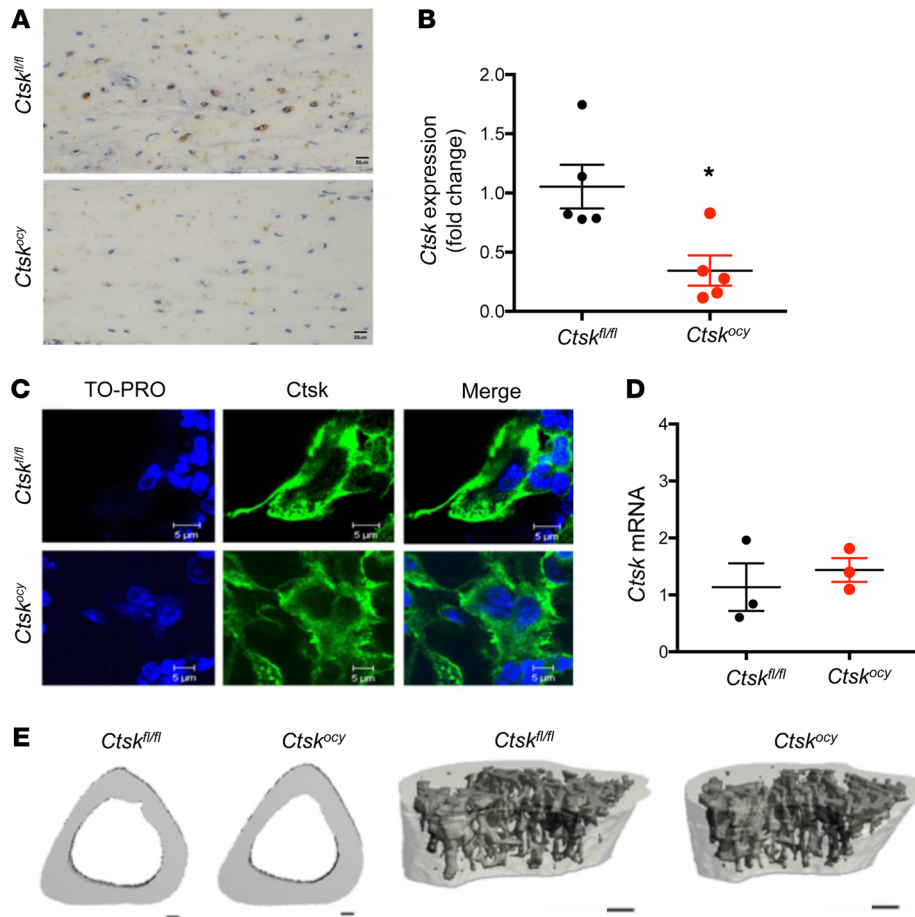 A
Ctsk^fl/fl
20μm
Ctsk^ocy
20μm
B
Ctsk expression
(fold change)
2.0
1.5
1.0
0.5
0.0
*
Ctsk^fl/fl
Ctsk^ocy
C
TO-PRO
Ctsk
Merge
Ctsk^fl/fl
5 μm
5 μm
5 μm
Ctsk^ocy
5 μm
5 μm
5 μm
D
Ctsk mRNA
4
3
2
1
0
Ctsk^fl/fl
Ctsk^ocy
E
Ctsk^fl/fl
Ctsk^ocy
Ctsk^fl/fl
Ctsk^ocy